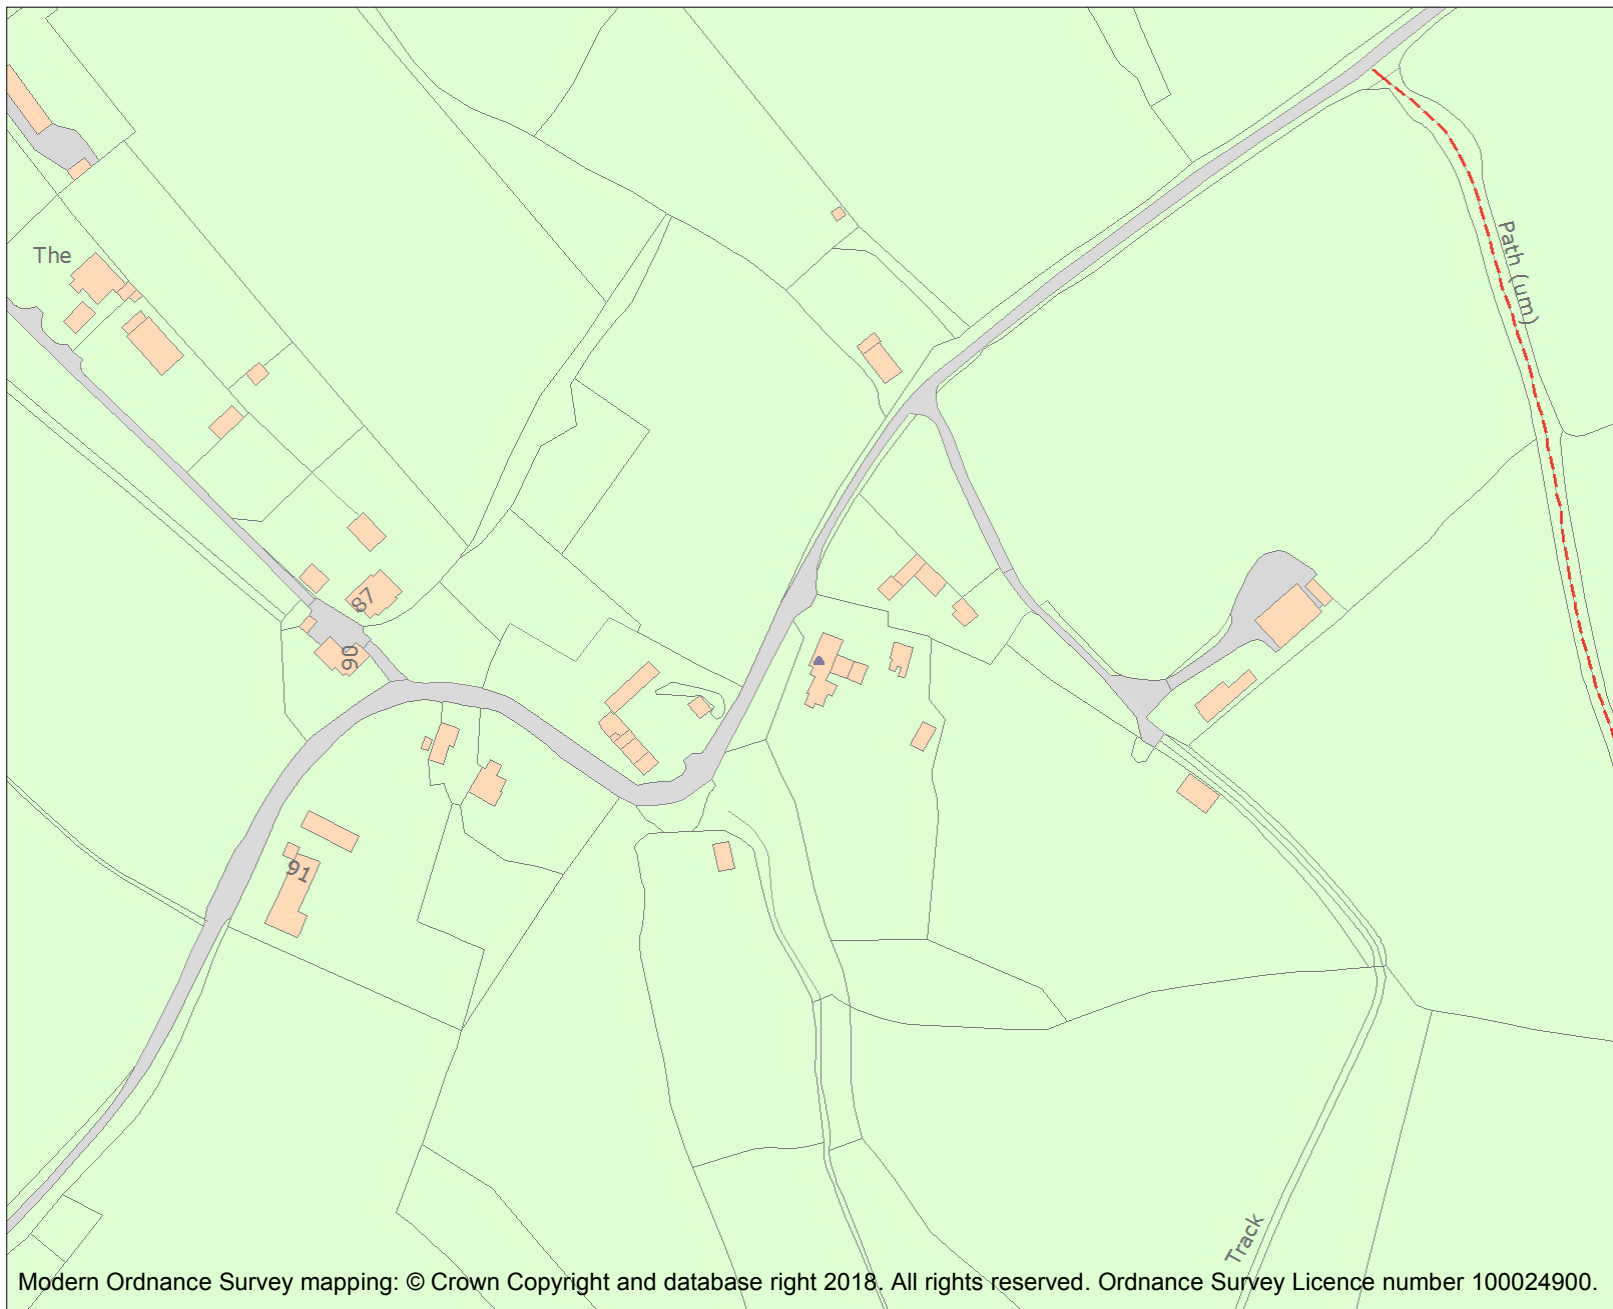 Path (um)
The
87
90
91
Track
Modern Ordnance Survey mapping: © Crown Copyright and database right 2018. All rights reserved. Ordnance Survey Licence number 100024900.